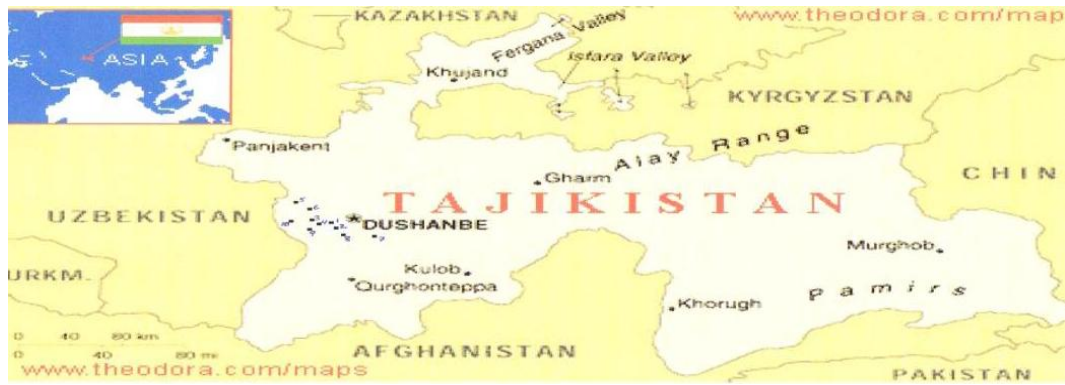 KAZAKHSTAN
www.theodora.com/maps
Fergana Valley
ASIA
Isfara Valley
Khujand
KYRGYZSTAN
Panjakent
Alay Range
Gharm
CHIN
TAJIKISTAN
UZBEKISTAN
DUSHANBE
Murghob
Kulob
URKM.
Qurghonteppa
Pamirs
Khorugh
0 40 80 km
0 40 80 mi
AFGHANISTAN
www.theodora.com/maps
PAKISTAN